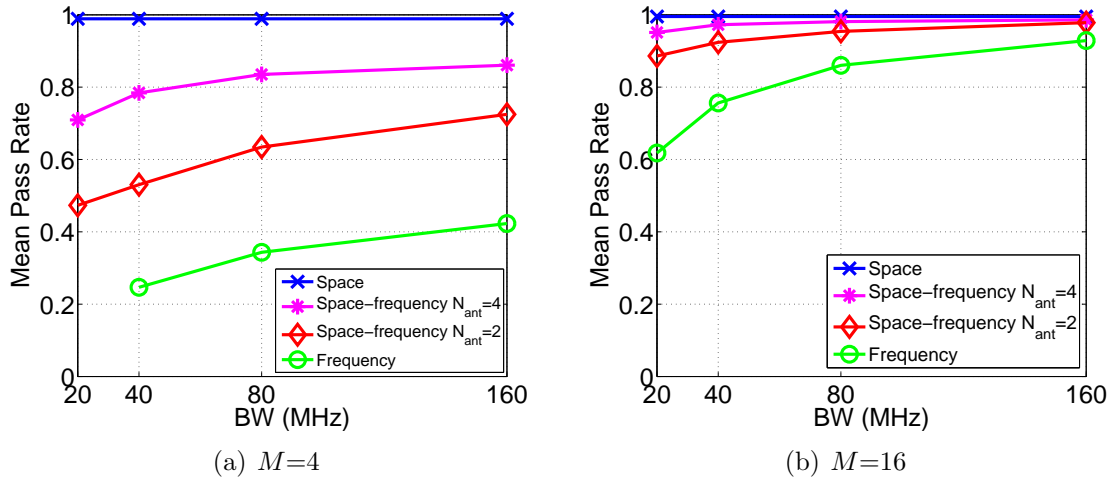 1
0.8
0.6
0.4
0.2
0
Mean Pass Rate
20
40
80
160
BW (MHz)
Space
Space−frequency N_ant=4
Space−frequency N_ant=2
Frequency
(a) M=4
1
0.8
0.6
0.4
0.2
0
Mean Pass Rate
20
40
80
160
BW (MHz)
Space
Space−frequency N_ant=4
Space−frequency N_ant=2
Frequency
(b) M=16